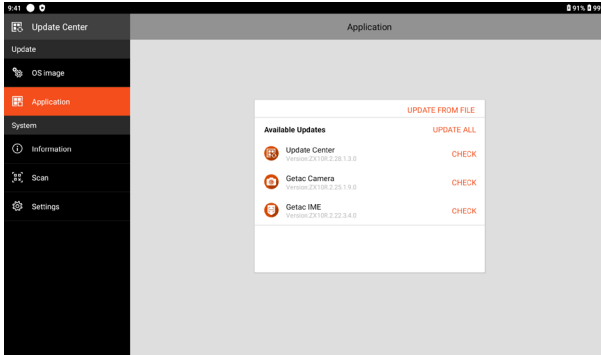 9:41 91% 99
Update Center
Application
Update
OS image
Application
System
Information
Scan
Settings
UPDATE FROM FILE
Available Updates UPDATE ALL
Update Center CHECK
Version:ZX10R.2.28.1.3.0
Getac Camera CHECK
Version:ZX10R.2.25.1.9.0
Getac IME CHECK
Version:ZX10R.2.22.3.4.0